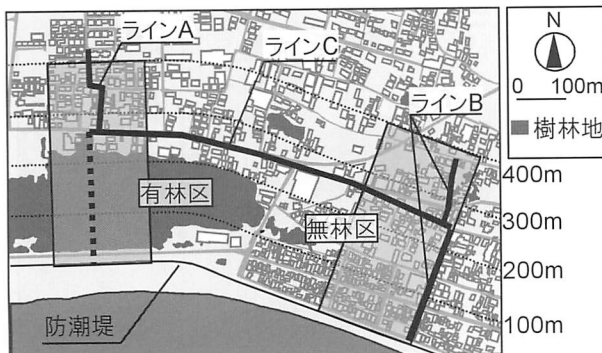 ラインA
ラインC
ラインB
有林区
無林区
防潮堤
N
0 100m
樹林地
400m
300m
200m
100m